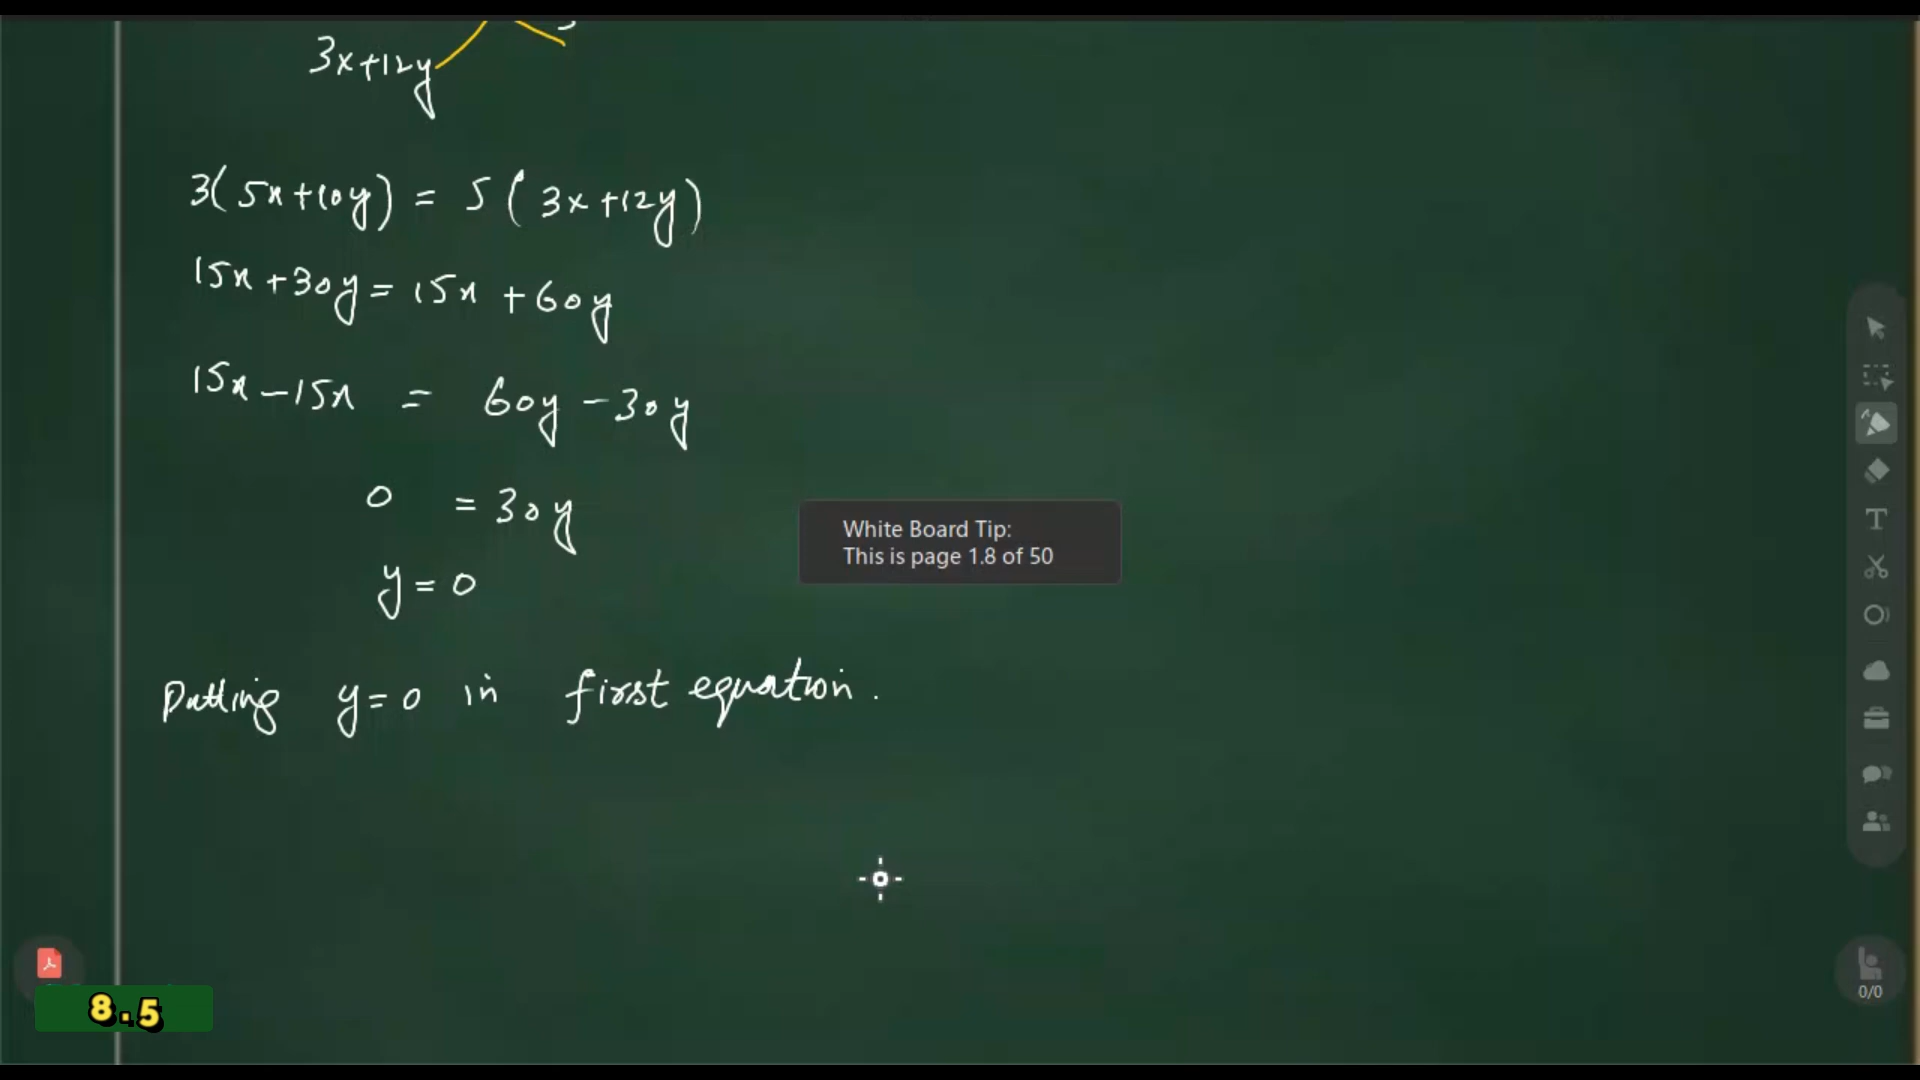 3x+12y
3(5x+10y) = 5(3x+12y)
15x+30y = 15x +60y
15x-15x = 60y -30y
0 = 30y
White Board Tip:
This is page 1.8 of 50
y=0
Putting y=0 in first equation.
T
0/0
8.5